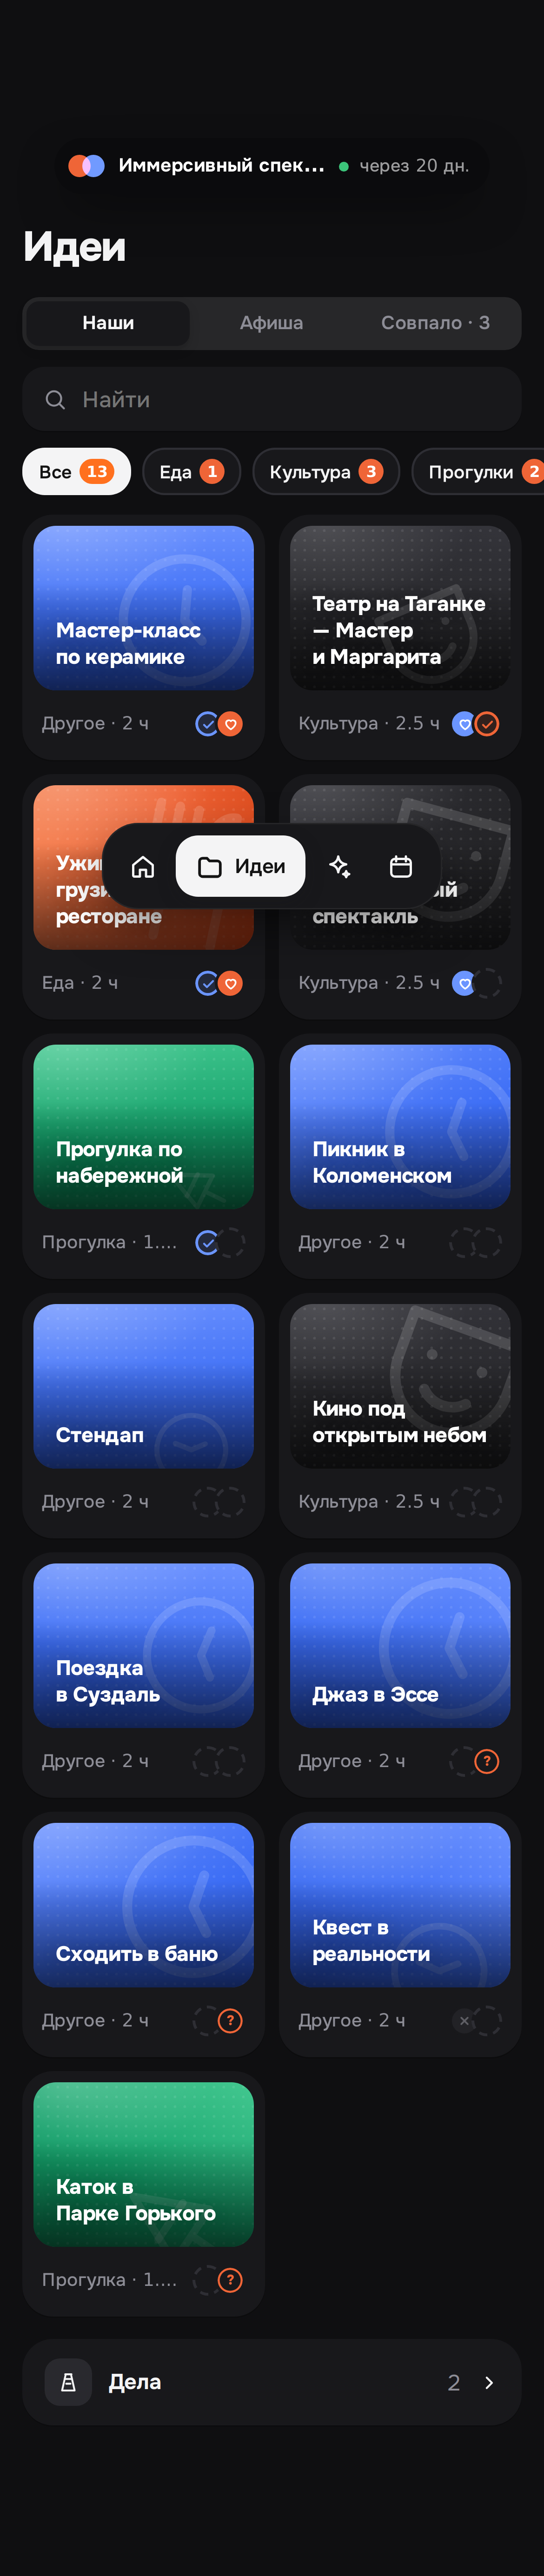 Иммерсивный спек... через 20 дн.
Идеи
Наши Афиша Совпало · 3
Найти
Все 13 Еда 1 Культура 3 Прогулки 2
Мастер-класс
по керамике
Другое · 2 ч
Театр на Таганке
— Мастер
и Маргарита
Культура · 2.5 ч
ресторане
Еда · 2 ч
Идеи
спектакль
Культура · 2.5 ч
Прогулка по
набережной
Прогулка · 1....
Пикник в
Коломенском
Другое · 2 ч
Стендап
Другое · 2 ч
Кино под
открытым небом
Культура · 2.5 ч
Поездка
в Суздаль
Другое · 2 ч
Джаз в Эссе
Другое · 2 ч
?
Сходить в баню
Другое · 2 ч
?
Квест в
реальности
Другое · 2 ч
Каток в
Парке Горького
Прогулка · 1....
?
Дела 2